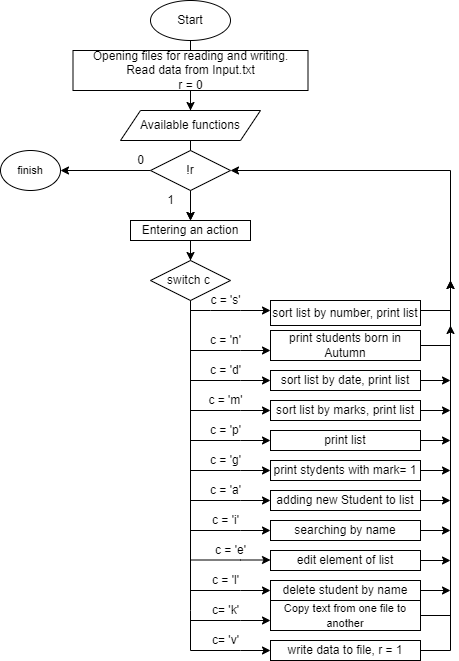 Start
Opening files for reading and writing.
Read data from Input.txt
r = 0
Available functions
0
!r
finish
1
Entering an action
switch c
c = 's'
sort list by number, print list
c = 'n'
print students born in
Autumn
c = 'd'
sort list by date, print list
c = 'm'
sort list by marks, print list
c = 'p'
print list
c = 'g'
print stydents with mark= 1
c = 'a'
adding new Student to list
c = 'i'
searching by name
c = 'e'
edit element of list
c = 'l'
delete student by name
c= 'k'
Copy text from one file to
another
c= 'v'
write data to file, r = 1